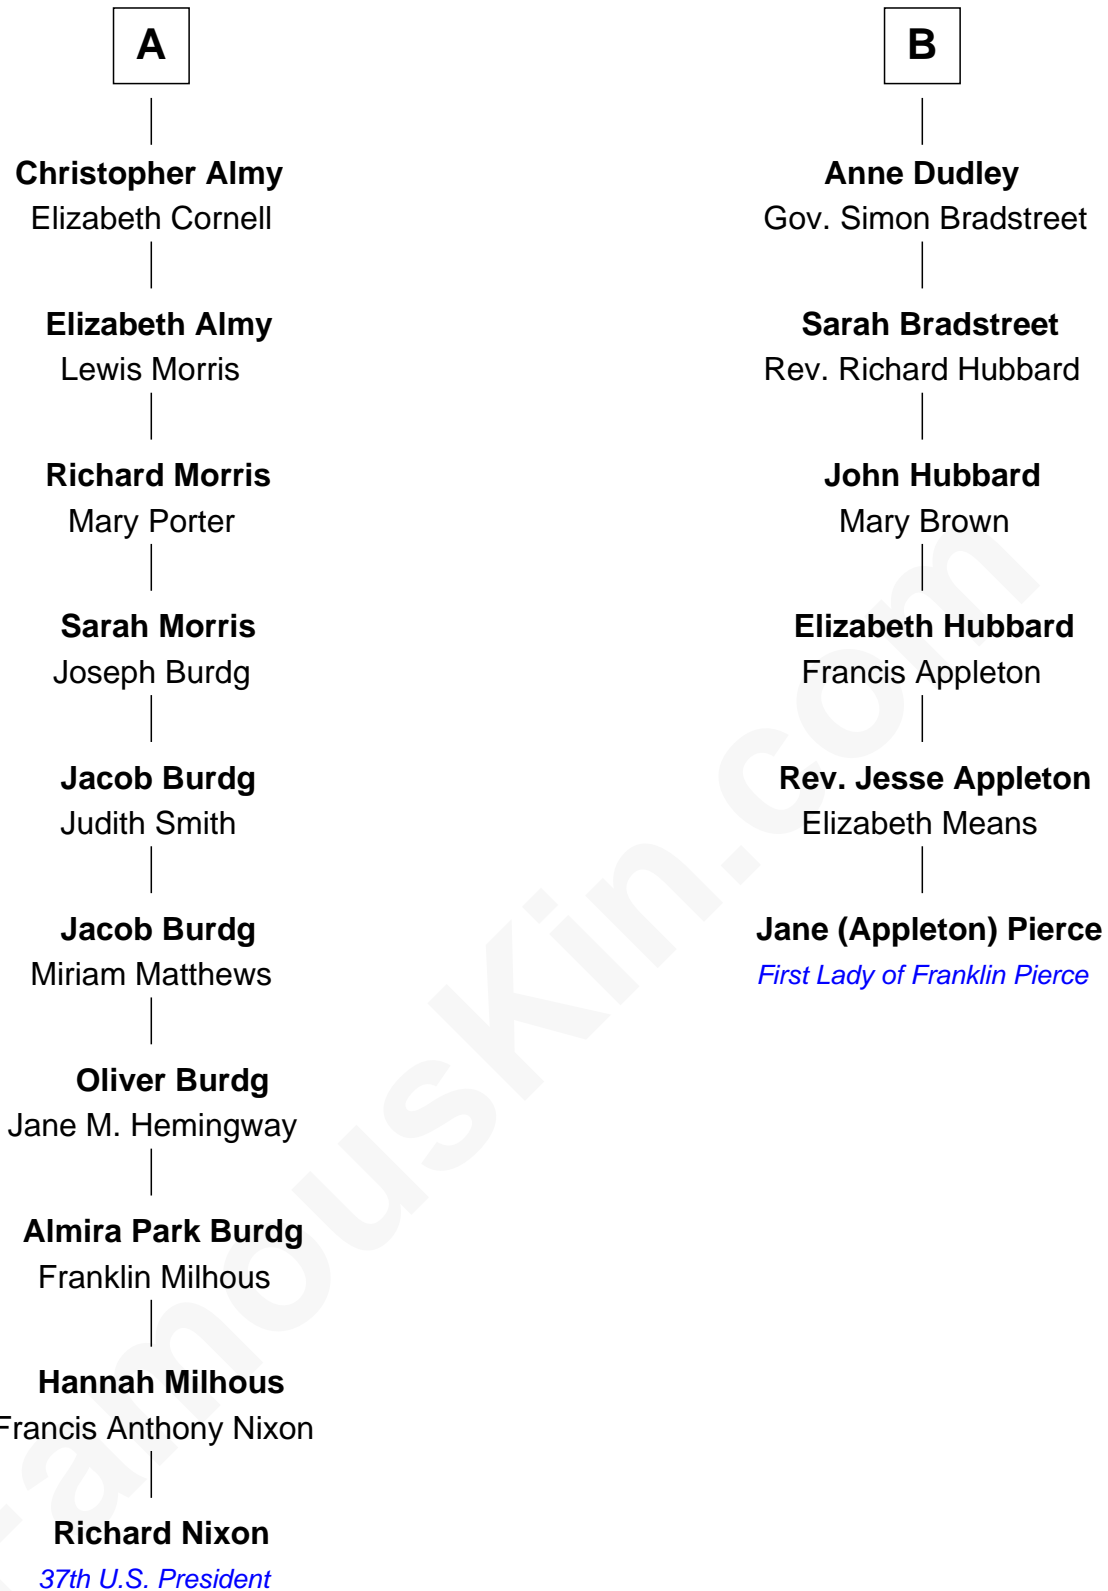 A
Christopher Almy
Elizabeth Cornell
Elizabeth Almy
Lewis Morris
Richard Morris
Mary Porter
Sarah Morris
Joseph Burdg
Jacob Burdg
Judith Smith
Jacob Burdg
Miriam Matthews
Oliver Burdg
Jane M. Hemingway
Almira Park Burdg
Franklin Milhous
Hannah Milhous
Francis Anthony Nixon
Richard Nixon
37th U.S. President
B
Anne Dudley
Gov. Simon Bradstreet
Sarah Bradstreet
Rev. Richard Hubbard
John Hubbard
Mary Brown
Elizabeth Hubbard
Francis Appleton
Rev. Jesse Appleton
Elizabeth Means
Jane (Appleton) Pierce
First Lady of Franklin Pierce
FamousKin.com